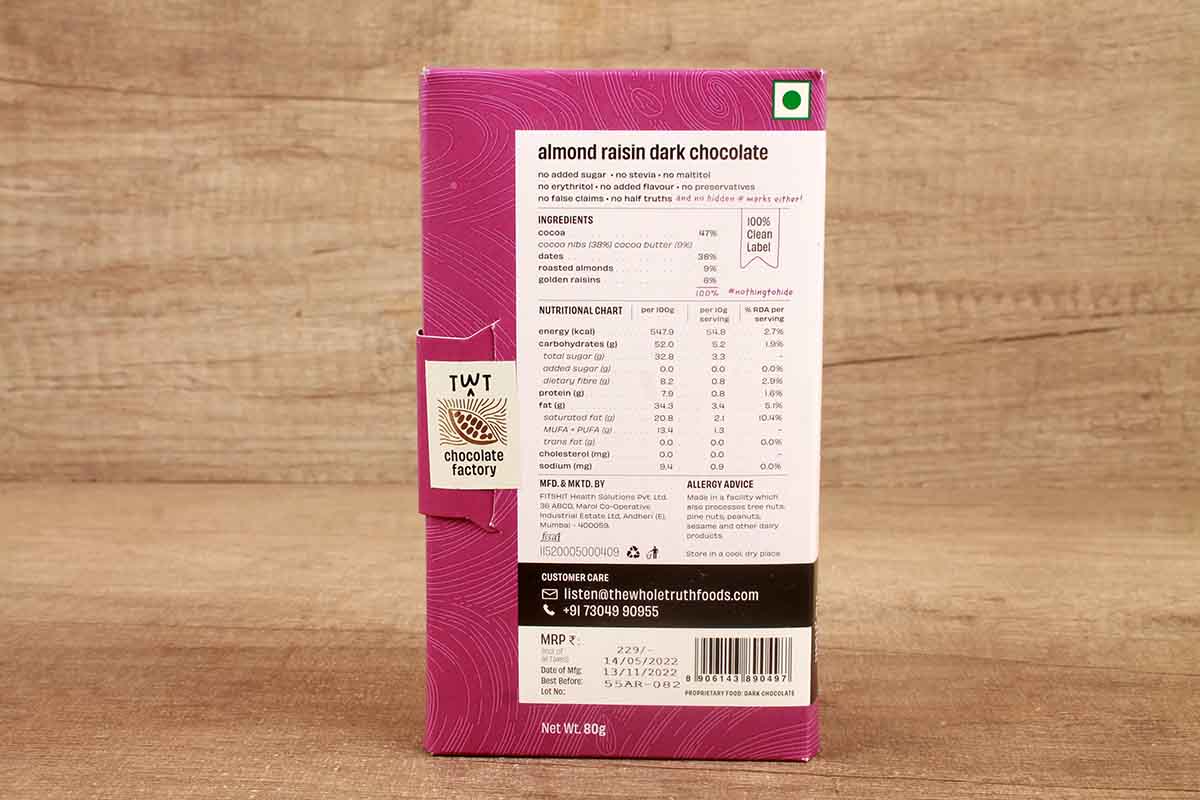 almond raisin dark chocolate
no added sugar • no stevia • no maltitol
no erythritol • no added flavour • no preservatives
no false claims • no half truths and no hidden # marks either!
INGREDIENTS
cocoa 47%
cocoa nibs (38%) cocoa butter (9%)
dates 38%
roasted almonds 9%
golden raisins 6%
100% #nothingtohide
100%
Clean
Label
NUTRITIONAL CHART per 100g per 10g serving % RDA per serving
energy (kcal) 547.9 54.8 2.7%
carbohydrates (g) 52.0 5.2 1.9%
total sugar (g) 32.8 3.3 -
added sugar (g) 0.0 0.0 0.0%
dietary fibre (g) 8.2 0.8 2.9%
protein (g) 7.9 0.8 1.6%
fat (g) 34.3 3.4 5.1%
saturated fat (g) 20.8 2.1 10.4%
MUFA + PUFA (g) 13.4 1.3 -
trans fat (g) 0.0 0.0 0.0%
cholesterol (mg) 0.0 0.0 -
sodium (mg) 9.4 0.9 0.0%
TWT
chocolate
factory
MFD. & MKTD. BY
FITSHIT Health Solutions Pvt. Ltd.
36 ABCD, Marol Co-Operative
Industrial Estate Ltd, Andheri (E),
Mumbai - 400059.
fssai
11520005000409
ALLERGY ADVICE
Made in a facility which
also processes tree nuts,
pine nuts, peanuts,
sesame and other dairy
products.
Store in a cool, dry place
CUSTOMER CARE
listen@thewholetruthfoods.com
+91 73049 90955
MRP ₹ : 229/-
(Incl. of
all Taxes)
Date of Mfg: 14/05/2022
Best Before: 13/11/2022
Lot No: 55AR-082
8 906143 890497
PROPRIETARY FOOD: DARK CHOCOLATE
Net Wt. 80g